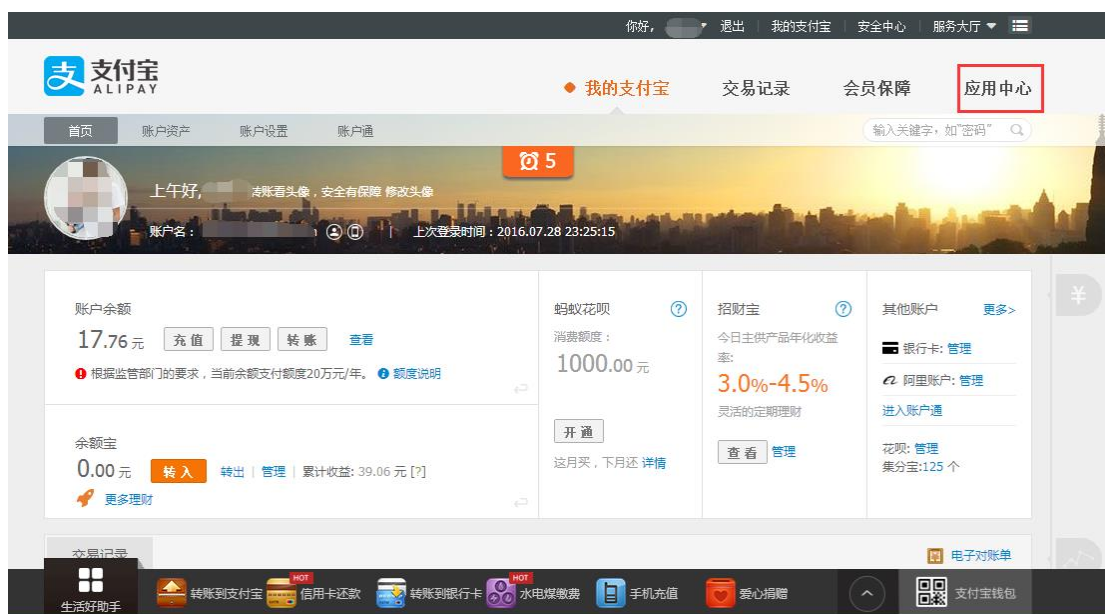 你好, 退出 我的支付宝 安全中心 服务大厅
支付宝
ALIPAY
我的支付宝 交易记录 会员保障 应用中心
首页 账户资产 账户设置 账户通 输入关键字，如"密码"
5
上午好, 转账看头像，安全有保障 修改头像
账户名： 上次登录时间：2016.07.28 23:25:15
账户余额
17.76 元 充值 提现 转账 查看
根据监管部门的要求，当前余额支付额度20万元/年。 额度说明
余额宝
0.00 元 转入 转出 管理 累计收益: 39.06 元 [?]
更多理财
蚂蚁花呗
消费额度：
1000.00 元
开通
这月买，下月还 详情
招财宝
今日主供产品年化收益
率:
3.0%-4.5%
灵活的定期理财
查看 管理
其他账户 更多>
银行卡: 管理
阿里账户: 管理
进入账户通
花呗: 管理
集分宝:125 个
交易记录 电子对账单
生活好助手
转账到支付宝
HOT
信用卡还款
转账到银行卡
HOT
水电煤缴费
手机充值
爱心捐赠
支付宝钱包